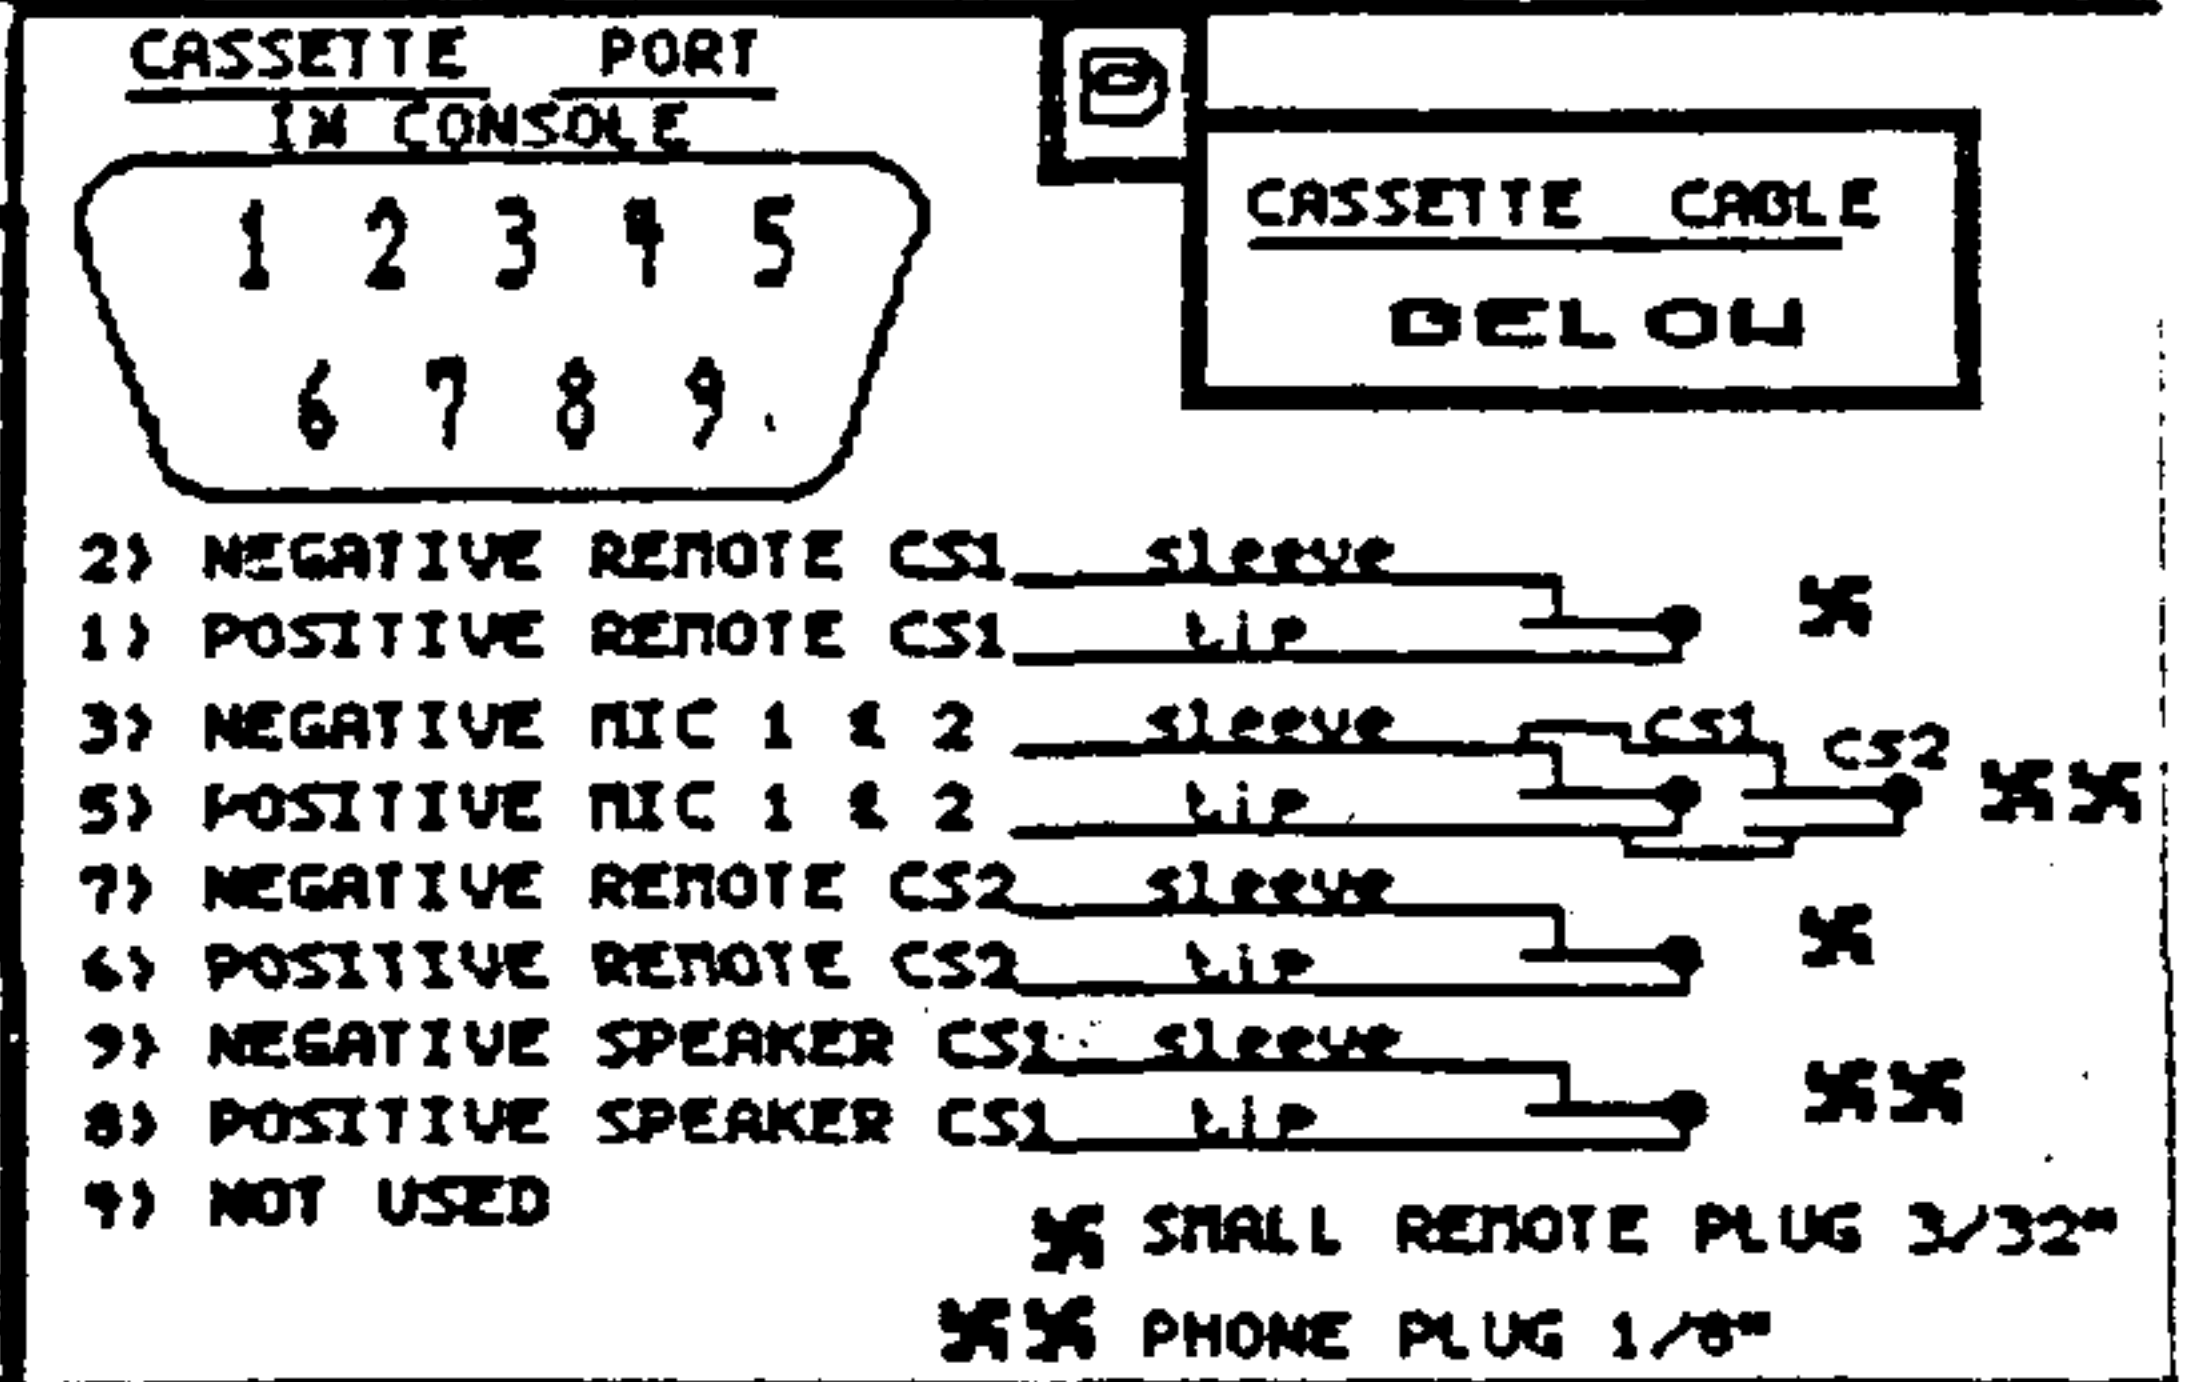 CASSETTE PORT
IN CONSOLE
1 2 3 4 5
6 7 8 9
CASSETTE CABLE
BELOW
2) NEGATIVE REMOTE CS1 sleeve
1) POSITIVE REMOTE CS1 tip
3) NEGATIVE MIC 1 & 2 sleeve CS1 CS2
5) POSITIVE MIC 1 & 2 tip
7) NEGATIVE REMOTE CS2 sleeve
6) POSITIVE REMOTE CS2 tip
9) NEGATIVE SPEAKER CS1 sleeve
8) POSITIVE SPEAKER CS1 tip
4) NOT USED
* SMALL REMOTE PLUG 3/32"
** PHONE PLUG 1/8"